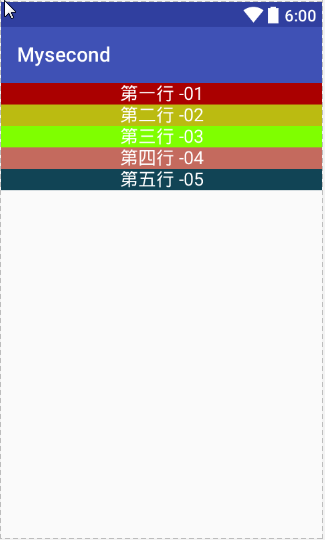 6:00
Mysecond
第一行 -01
第二行 -02
第三行 -03
第四行 -04
第五行 -05